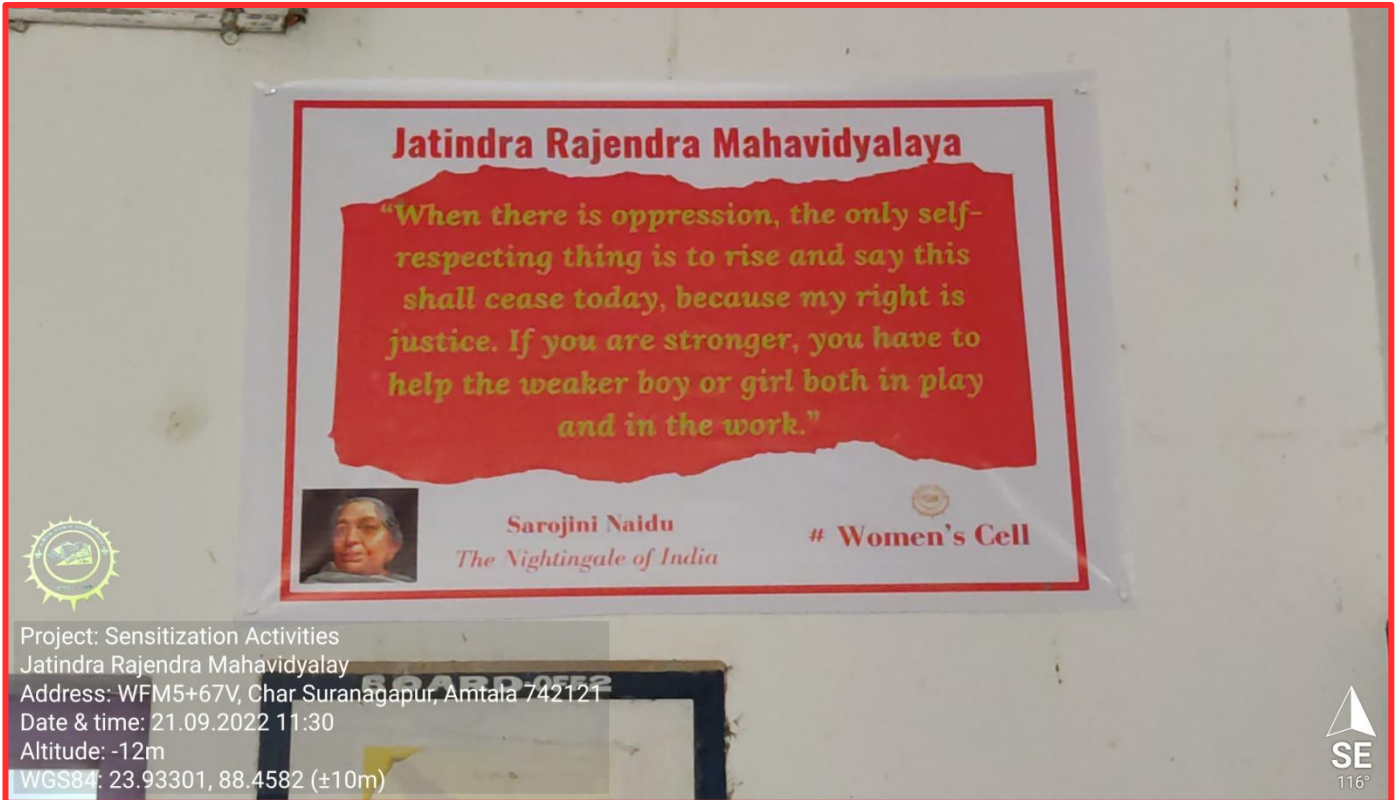 Jatindra Rajendra Mahavidyalaya
“When there is oppression, the only self-
respecting thing is to rise and say this
shall cease today, because my right is
justice. If you are stronger, you have to
help the weaker boy or girl both in play
and in the work.”
Sarojini Naidu
The Nightingale of India
# Women's Cell
Project: Sensitization Activities
Jatindra Rajendra Mahavidyalay
Address: WFM5+67V, Char Suranagapur, Amtala 742121
Date & time: 21.09.2022 11:30
Altitude: -12m
WGS84: 23.93301, 88.4582 (±10m)
SE
116°